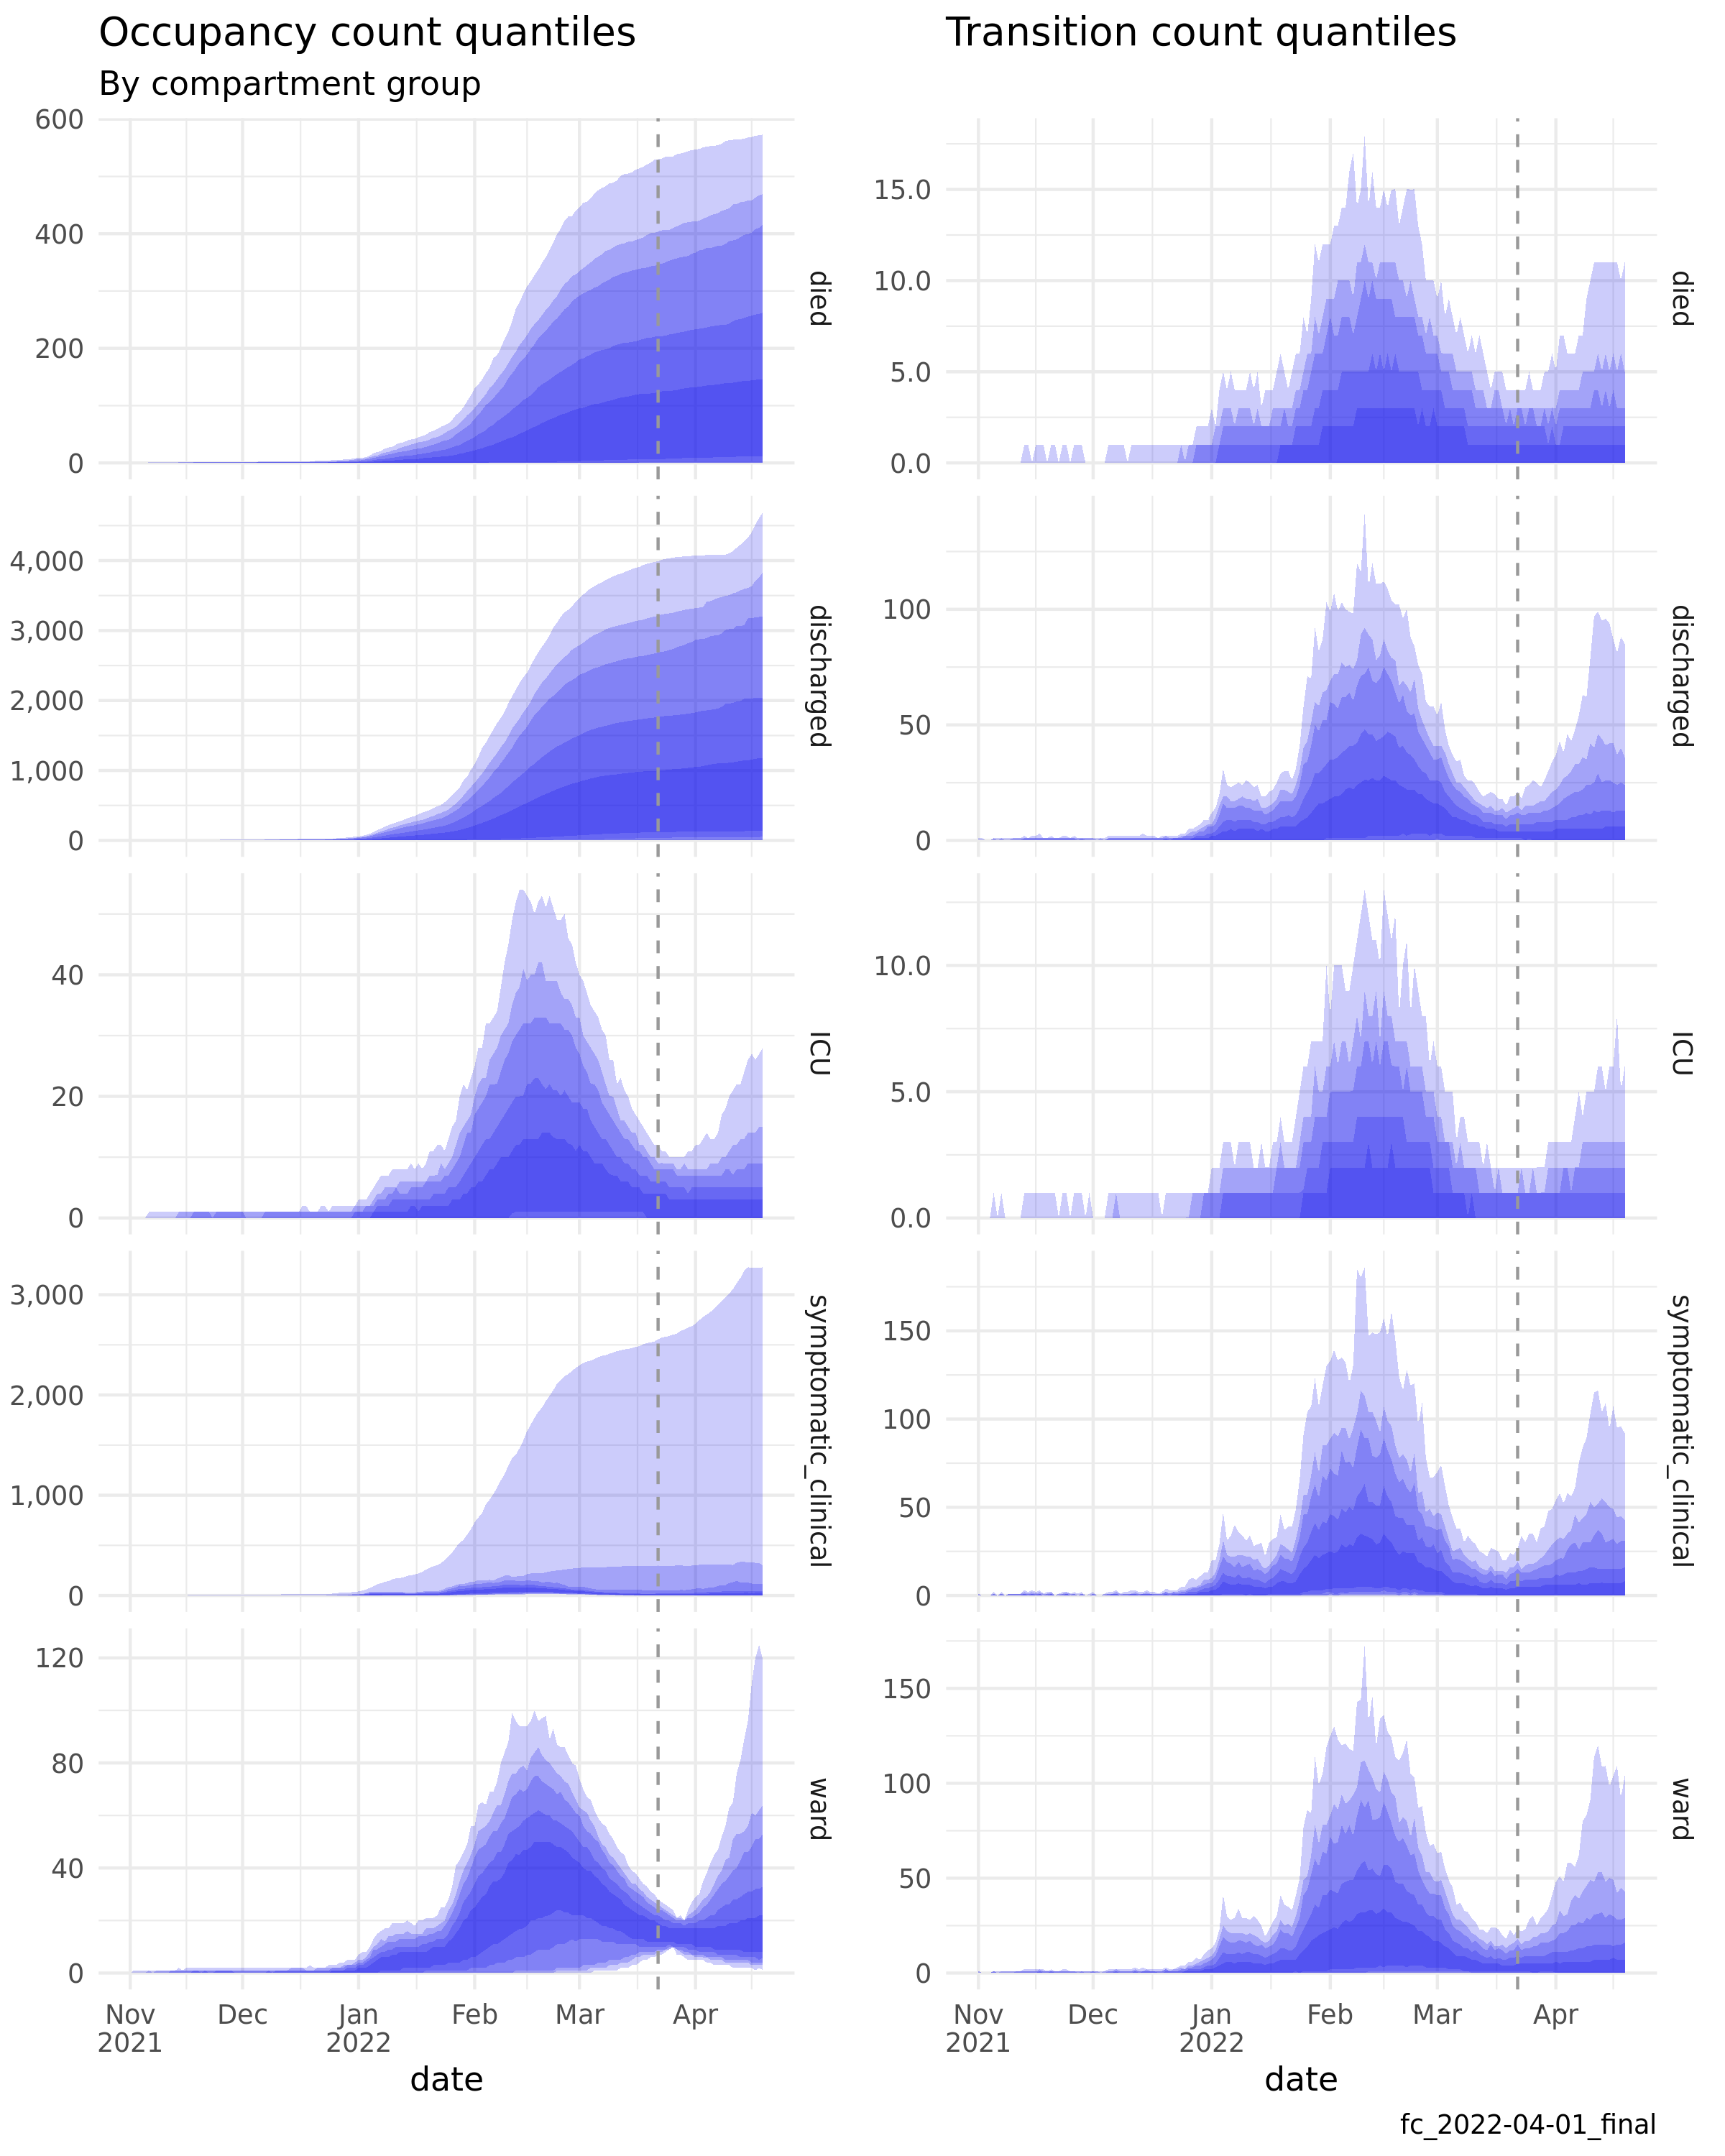 Occupancy count quantiles
By compartment group
600
400
200
0
died
4,000
3,000
2,000
1,000
0
discharged
40
20
0
ICU
3,000
2,000
1,000
0
symptomatic_clinical
120
80
40
0
ward
Nov Dec Jan Feb Mar Apr
2021 2022
date
Transition count quantiles
15.0
10.0
5.0
0.0
died
100
50
0
discharged
10.0
5.0
0.0
ICU
150
100
50
0
symptomatic_clinical
150
100
50
0
ward
Nov Dec Jan Feb Mar Apr
2021 2022
date
fc_2022-04-01_final